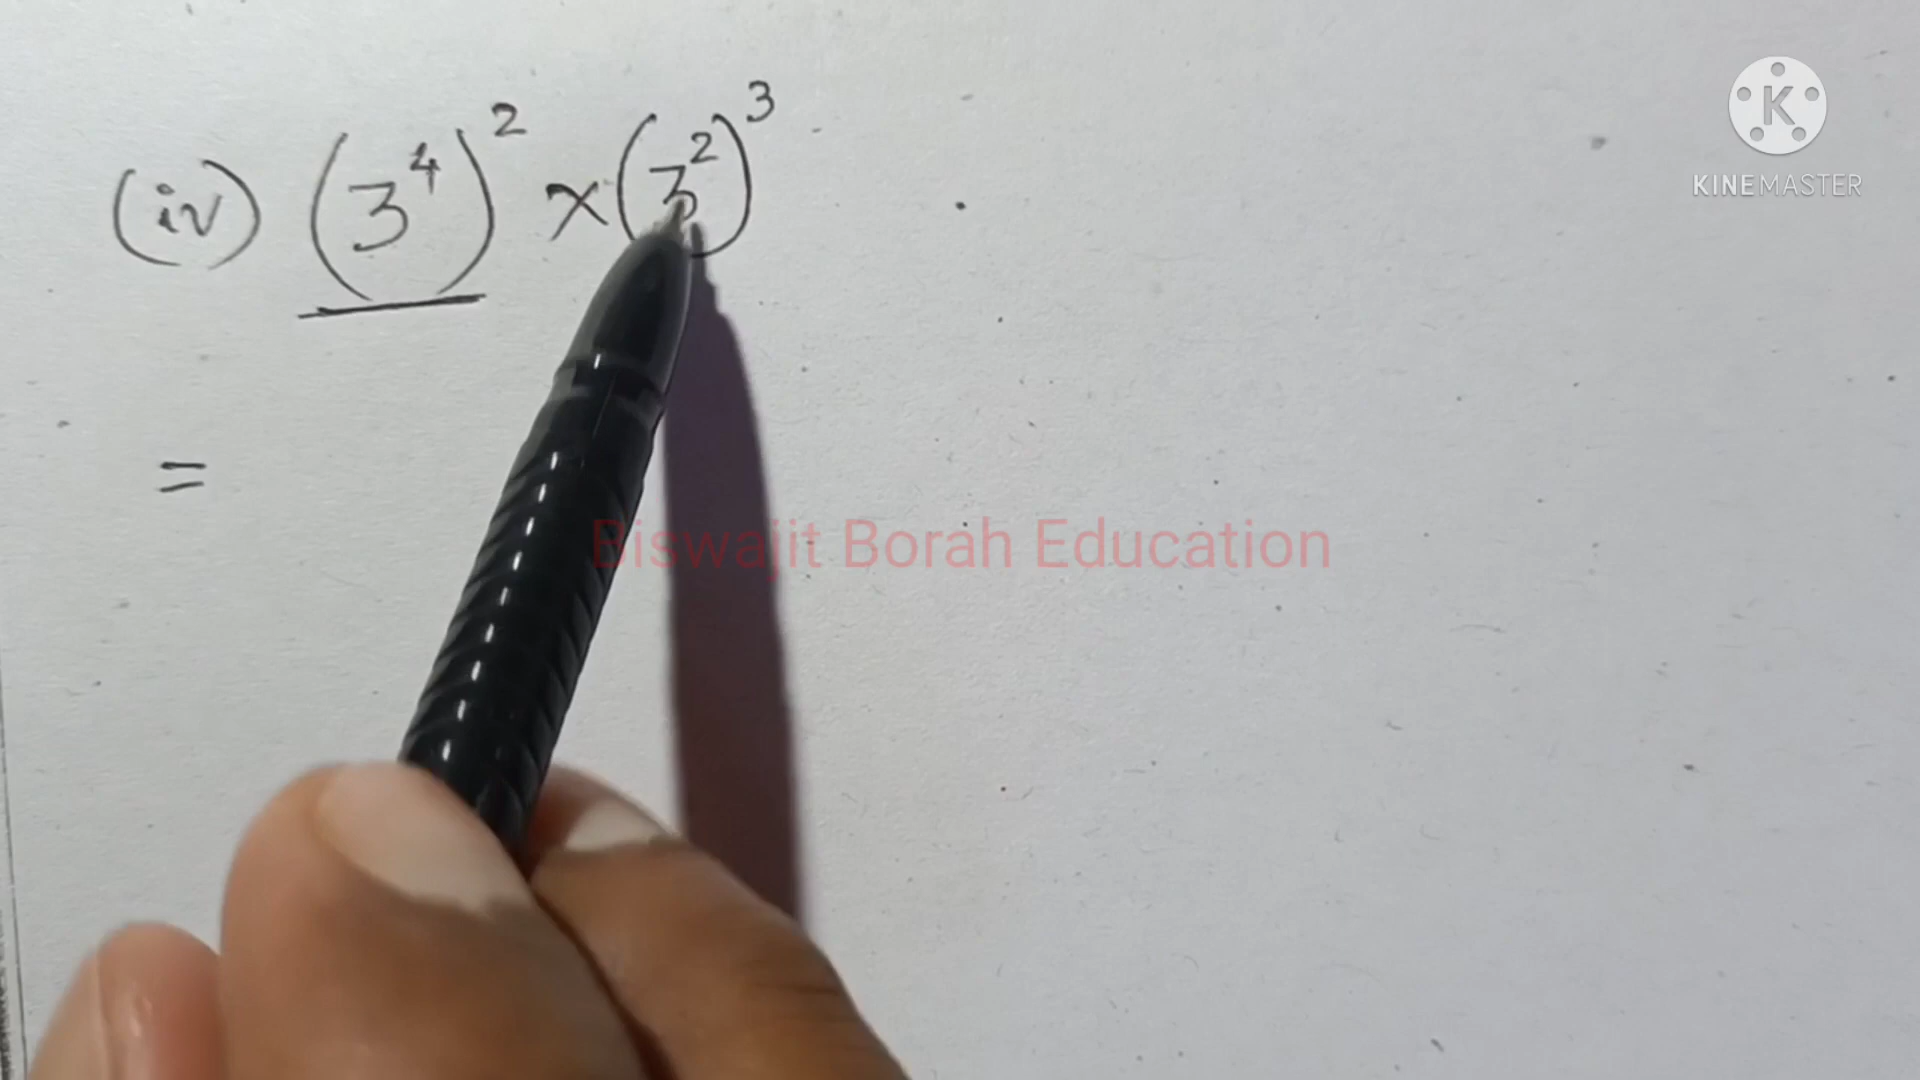 (iv) (3⁴)² × (3²)³
=
KINEMASTER
Biswajit Borah Education